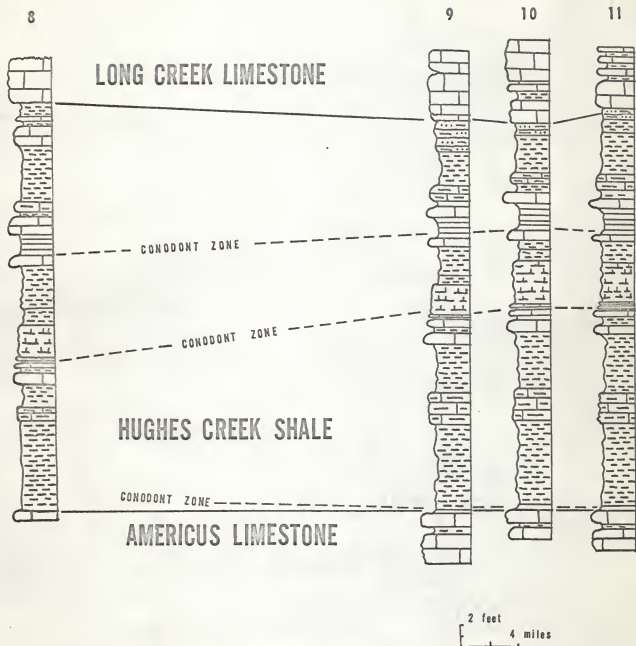 8 9 10 11
LONG CREEK LIMESTONE
CONODONT ZONE
CONODONT ZONE
HUGHES CREEK SHALE
CONODONT ZONE
AMERICUS LIMESTONE
2 feet
4 miles